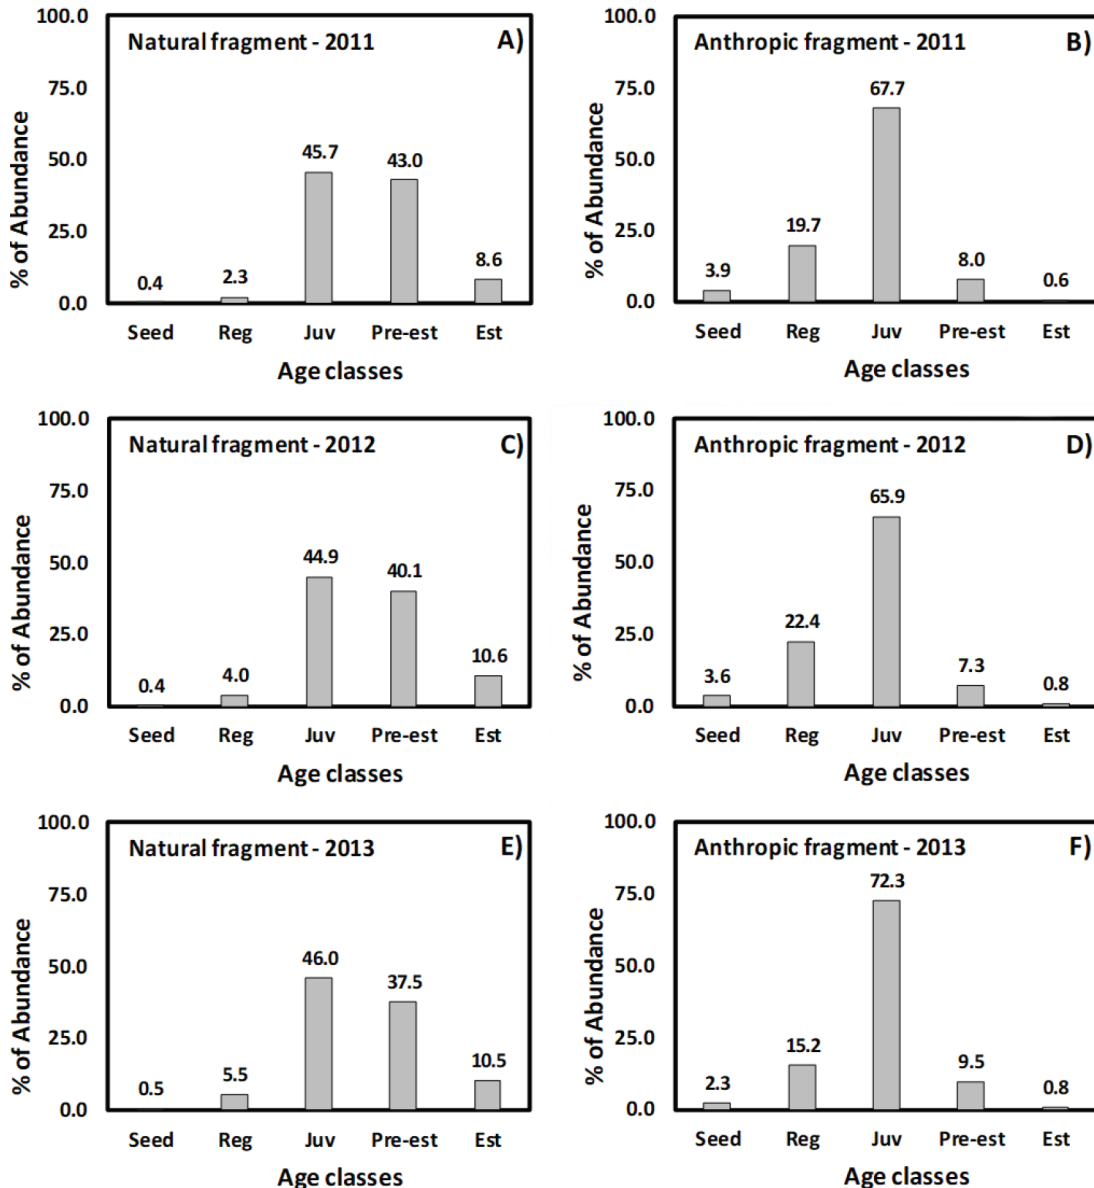 Natural fragment - 2011 A)
% of Abundance
100.0
75.0
50.0
25.0
0.0
0.4 2.3 45.7 43.0 8.6
Seed Reg Juv Pre-est Est
Age classes
Anthropic fragment - 2011 B)
% of Abundance
100.0
75.0
50.0
25.0
0.0
3.9 19.7 67.7 8.0 0.6
Seed Reg Juv Pre-est Est
Age classes
Natural fragment - 2012 C)
% of Abundance
100.0
75.0
50.0
25.0
0.0
0.4 4.0 44.9 40.1 10.6
Seed Reg Juv Pre-est Est
Age classes
Anthropic fragment - 2012 D)
% of Abundance
100.0
75.0
50.0
25.0
0.0
3.6 22.4 65.9 7.3 0.8
Seed Reg Juv Pre-est Est
Age classes
Natural fragment - 2013 E)
% of Abundance
100.0
75.0
50.0
25.0
0.0
0.5 5.5 46.0 37.5 10.5
Seed Reg Juv Pre-est Est
Age classes
Anthropic fragment - 2013 F)
% of Abundance
100.0
75.0
50.0
25.0
0.0
2.3 15.2 72.3 9.5 0.8
Seed Reg Juv Pre-est Est
Age classes